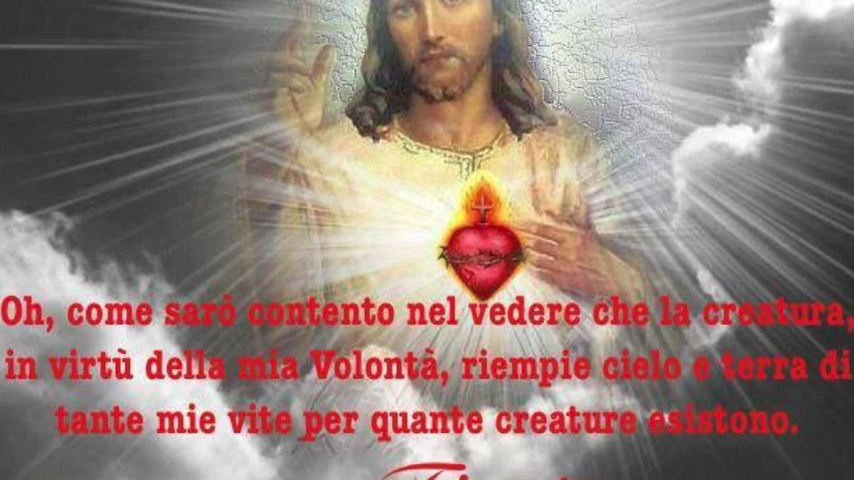 Oh, come sarò contento nel vedere che la creatura,
in virtù della mia Volontà, riempie cielo e terra di
tante mie vite per quante creature esistono.